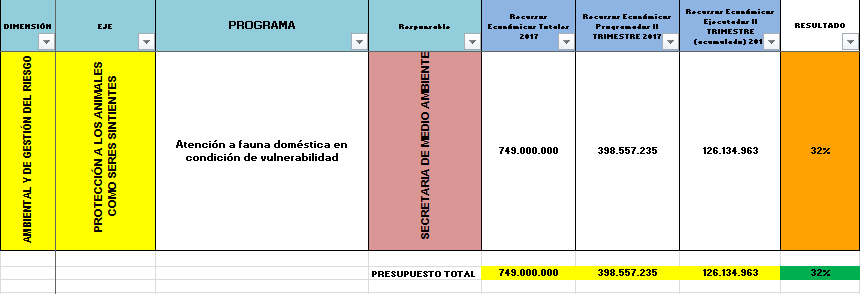 DIMENSIÓN
EJE
PROGRAMA
Responsable
Recursos
Económicos Totales
2017
Recursos Económicos
Programados II
TRIMESTRE 2017
Recursos Económicos
Ejecutados II
TRIMESTRE
(acumulado) 201
RESULTADO
AMBIENTAL Y DE GESTIÓN DEL RIESGO
PROTECCIÓN A LOS ANIMALES
COMO SERES SINTIENTES
Atención a fauna doméstica en
condición de vulnerabilidad
SECRETARIA DE MEDIO AMBIENTE
749.000.000
398.557.235
126.134.963
32%
PRESUPUESTO TOTAL
749.000.000
398.557.235
126.134.963
32%